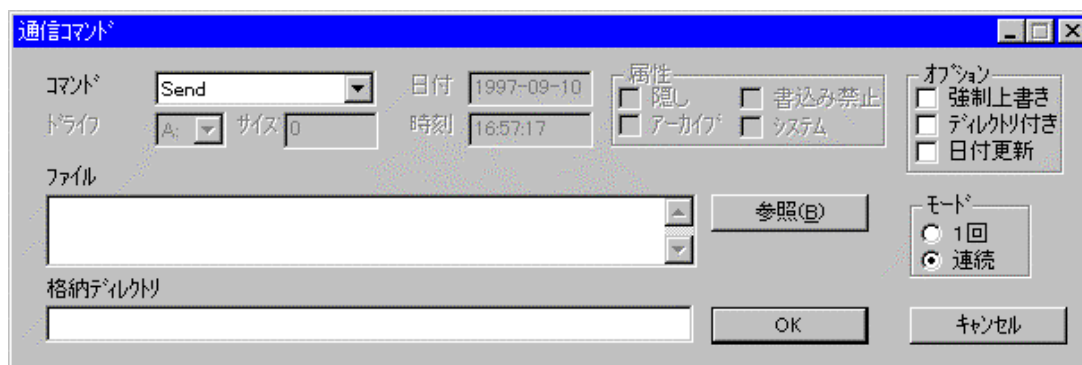 通信ｺﾏﾝﾄﾞ
ｺﾏﾝﾄﾞ Send 日付 1997-09-10 属性 隠し 書込み禁止 ｵﾌﾟｼｮﾝ 強制上書き
ﾄﾞﾗｲﾌ A: ｻｲｽﾞ 0 時刻 16:57:17 ｱｰｶｲﾌﾞ ｼｽﾃﾑ ﾃﾞｨﾚｸﾄﾘ付き
日付更新
ﾌｧｲﾙ
参照(B) ﾓｰﾄﾞ
1回
連続
格納ﾃﾞｨﾚｸﾄﾘ
OK ｷｬﾝｾﾙ